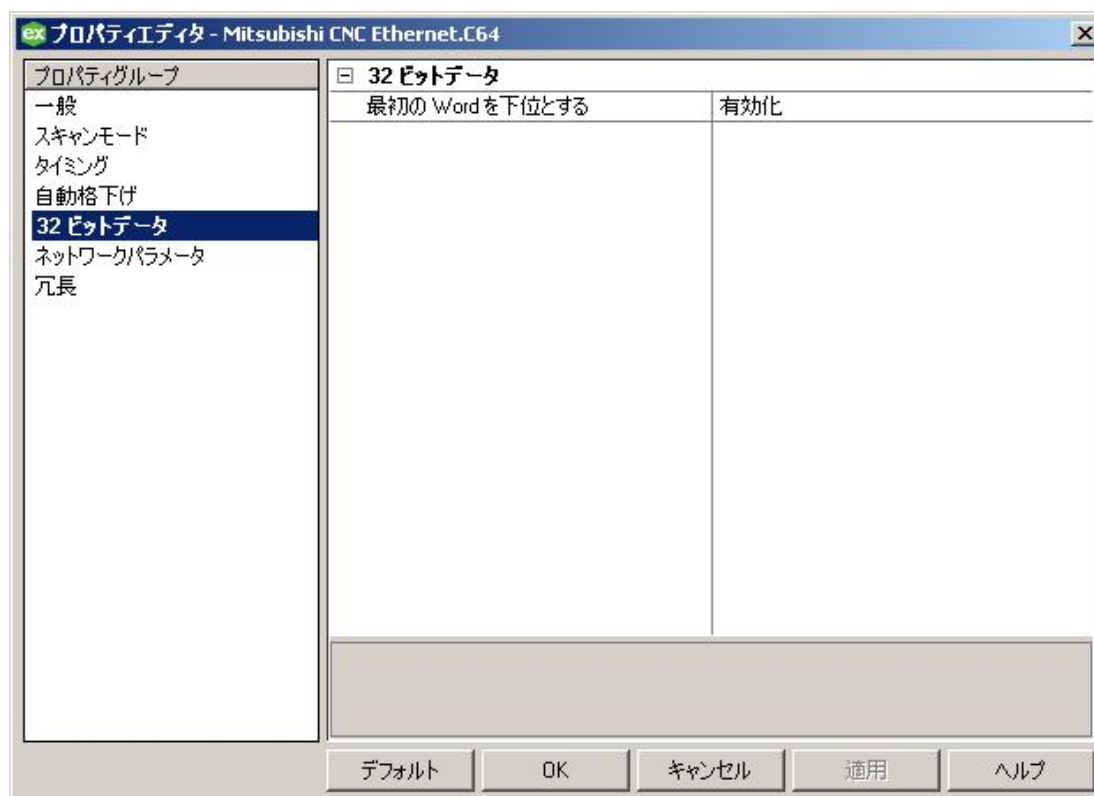 ex プロパティエディタ - Mitsubishi CNC Ethernet.C64
プロパティグループ
一般
スキャンモード
タイミング
自動格下げ
32 ビットデータ
ネットワークパラメータ
冗長
32 ビットデータ
最初の Word を下位とする 有効化
デフォルト OK キャンセル 適用 ヘルプ